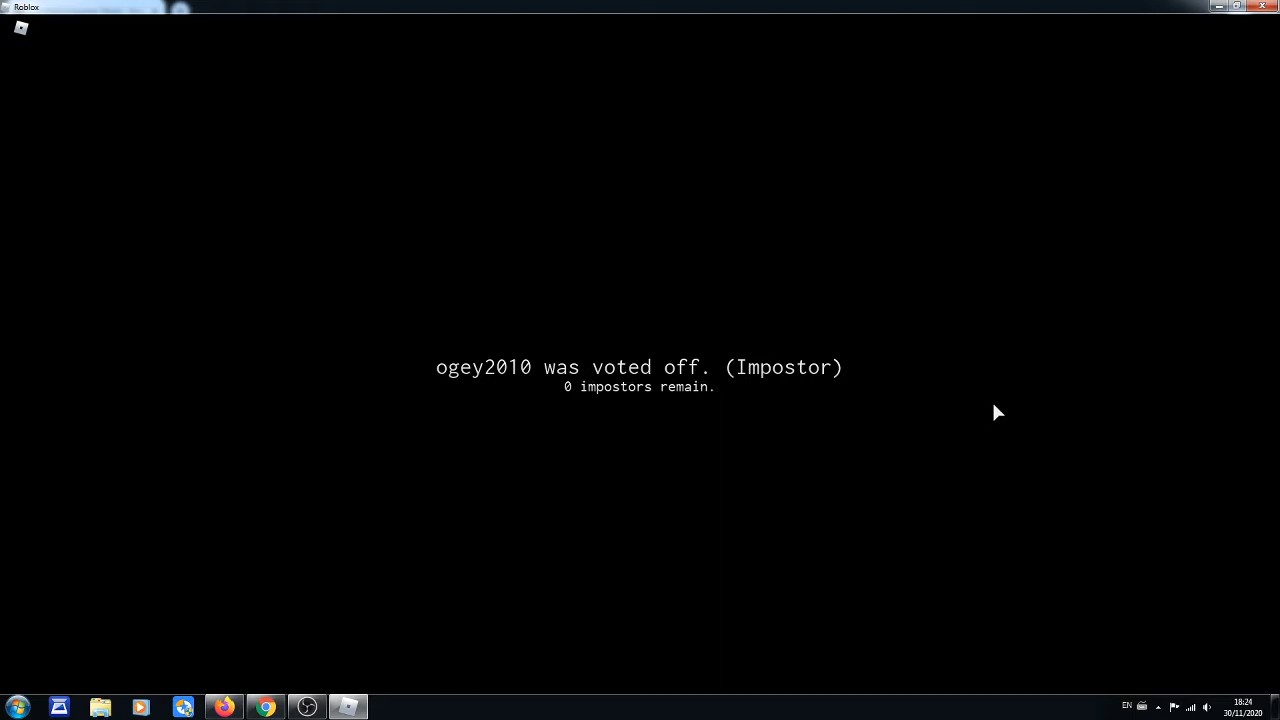 Roblox
ogey2010 was voted off. (Impostor)
0 impostors remain.
EN
18:24
30/11/2020